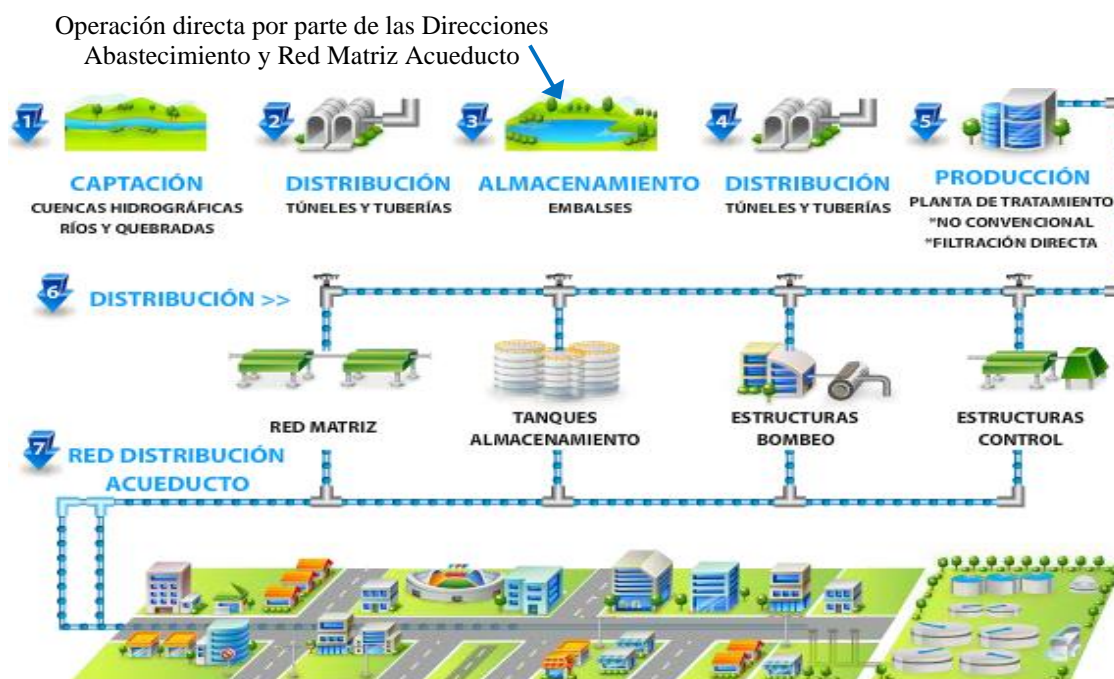 Operación directa por parte de las Direcciones
Abastecimiento y Red Matriz Acueducto
1
2
3
4
5
CAPTACIÓN
CUENCAS HIDROGRÁFICAS
RÍOS Y QUEBRADAS
DISTRIBUCIÓN
TÚNELES Y TUBERÍAS
ALMACENAMIENTO
EMBALSES
DISTRIBUCIÓN
TÚNELES Y TUBERÍAS
PRODUCCIÓN
PLANTA DE TRATAMIENTO
*NO CONVENCIONAL
*FILTRACIÓN DIRECTA
6
DISTRIBUCIÓN >>
RED MATRIZ
TANQUES
ALMACENAMIENTO
ESTRUCTURAS
BOMBEO
ESTRUCTURAS
CONTROL
7
RED DISTRIBUCIÓN
ACUEDUCTO